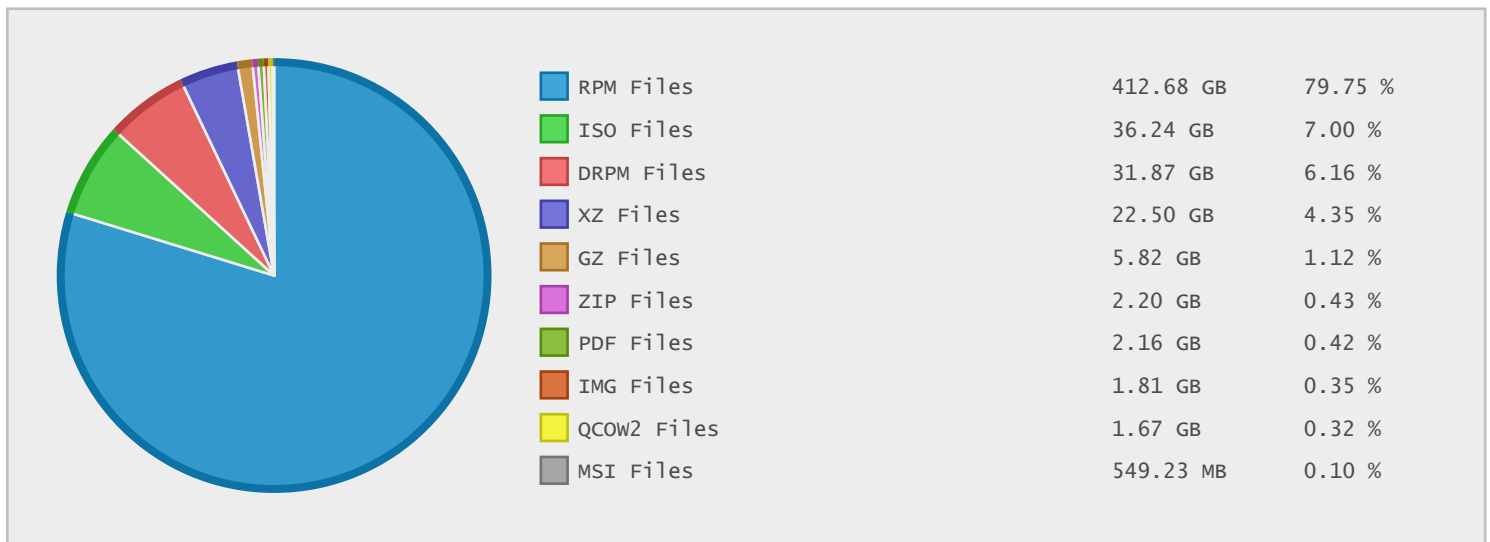 RPM Files 412.68 GB 79.75 %
ISO Files 36.24 GB 7.00 %
DRPM Files 31.87 GB 6.16 %
XZ Files 22.50 GB 4.35 %
GZ Files 5.82 GB 1.12 %
ZIP Files 2.20 GB 0.43 %
PDF Files 2.16 GB 0.42 %
IMG Files 1.81 GB 0.35 %
QCOW2 Files 1.67 GB 0.32 %
MSI Files 549.23 MB 0.10 %